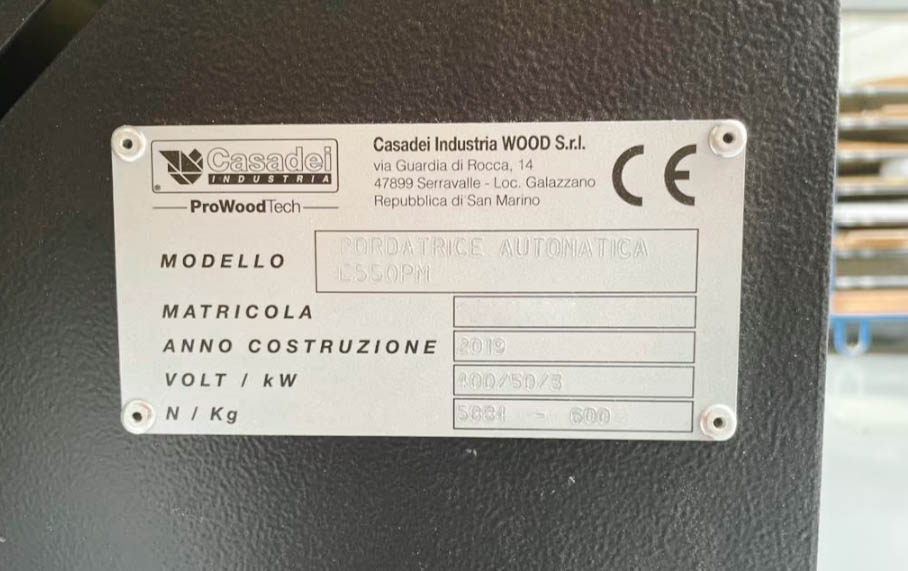 Casadei
INDUSTRIA
ProWoodTech
Casadei Industria WOOD S.r.l.
via Guardia di Rocca, 14
47899 Serravalle - Loc. Galazzano
Repubblica di San Marino
CE
MODELLO
BORDATRICE AUTOMATICA
E550PM
MATRICOLA
ANNO COSTRUZIONE 2019
VOLT / kW 400/50/3
N / Kg - 600